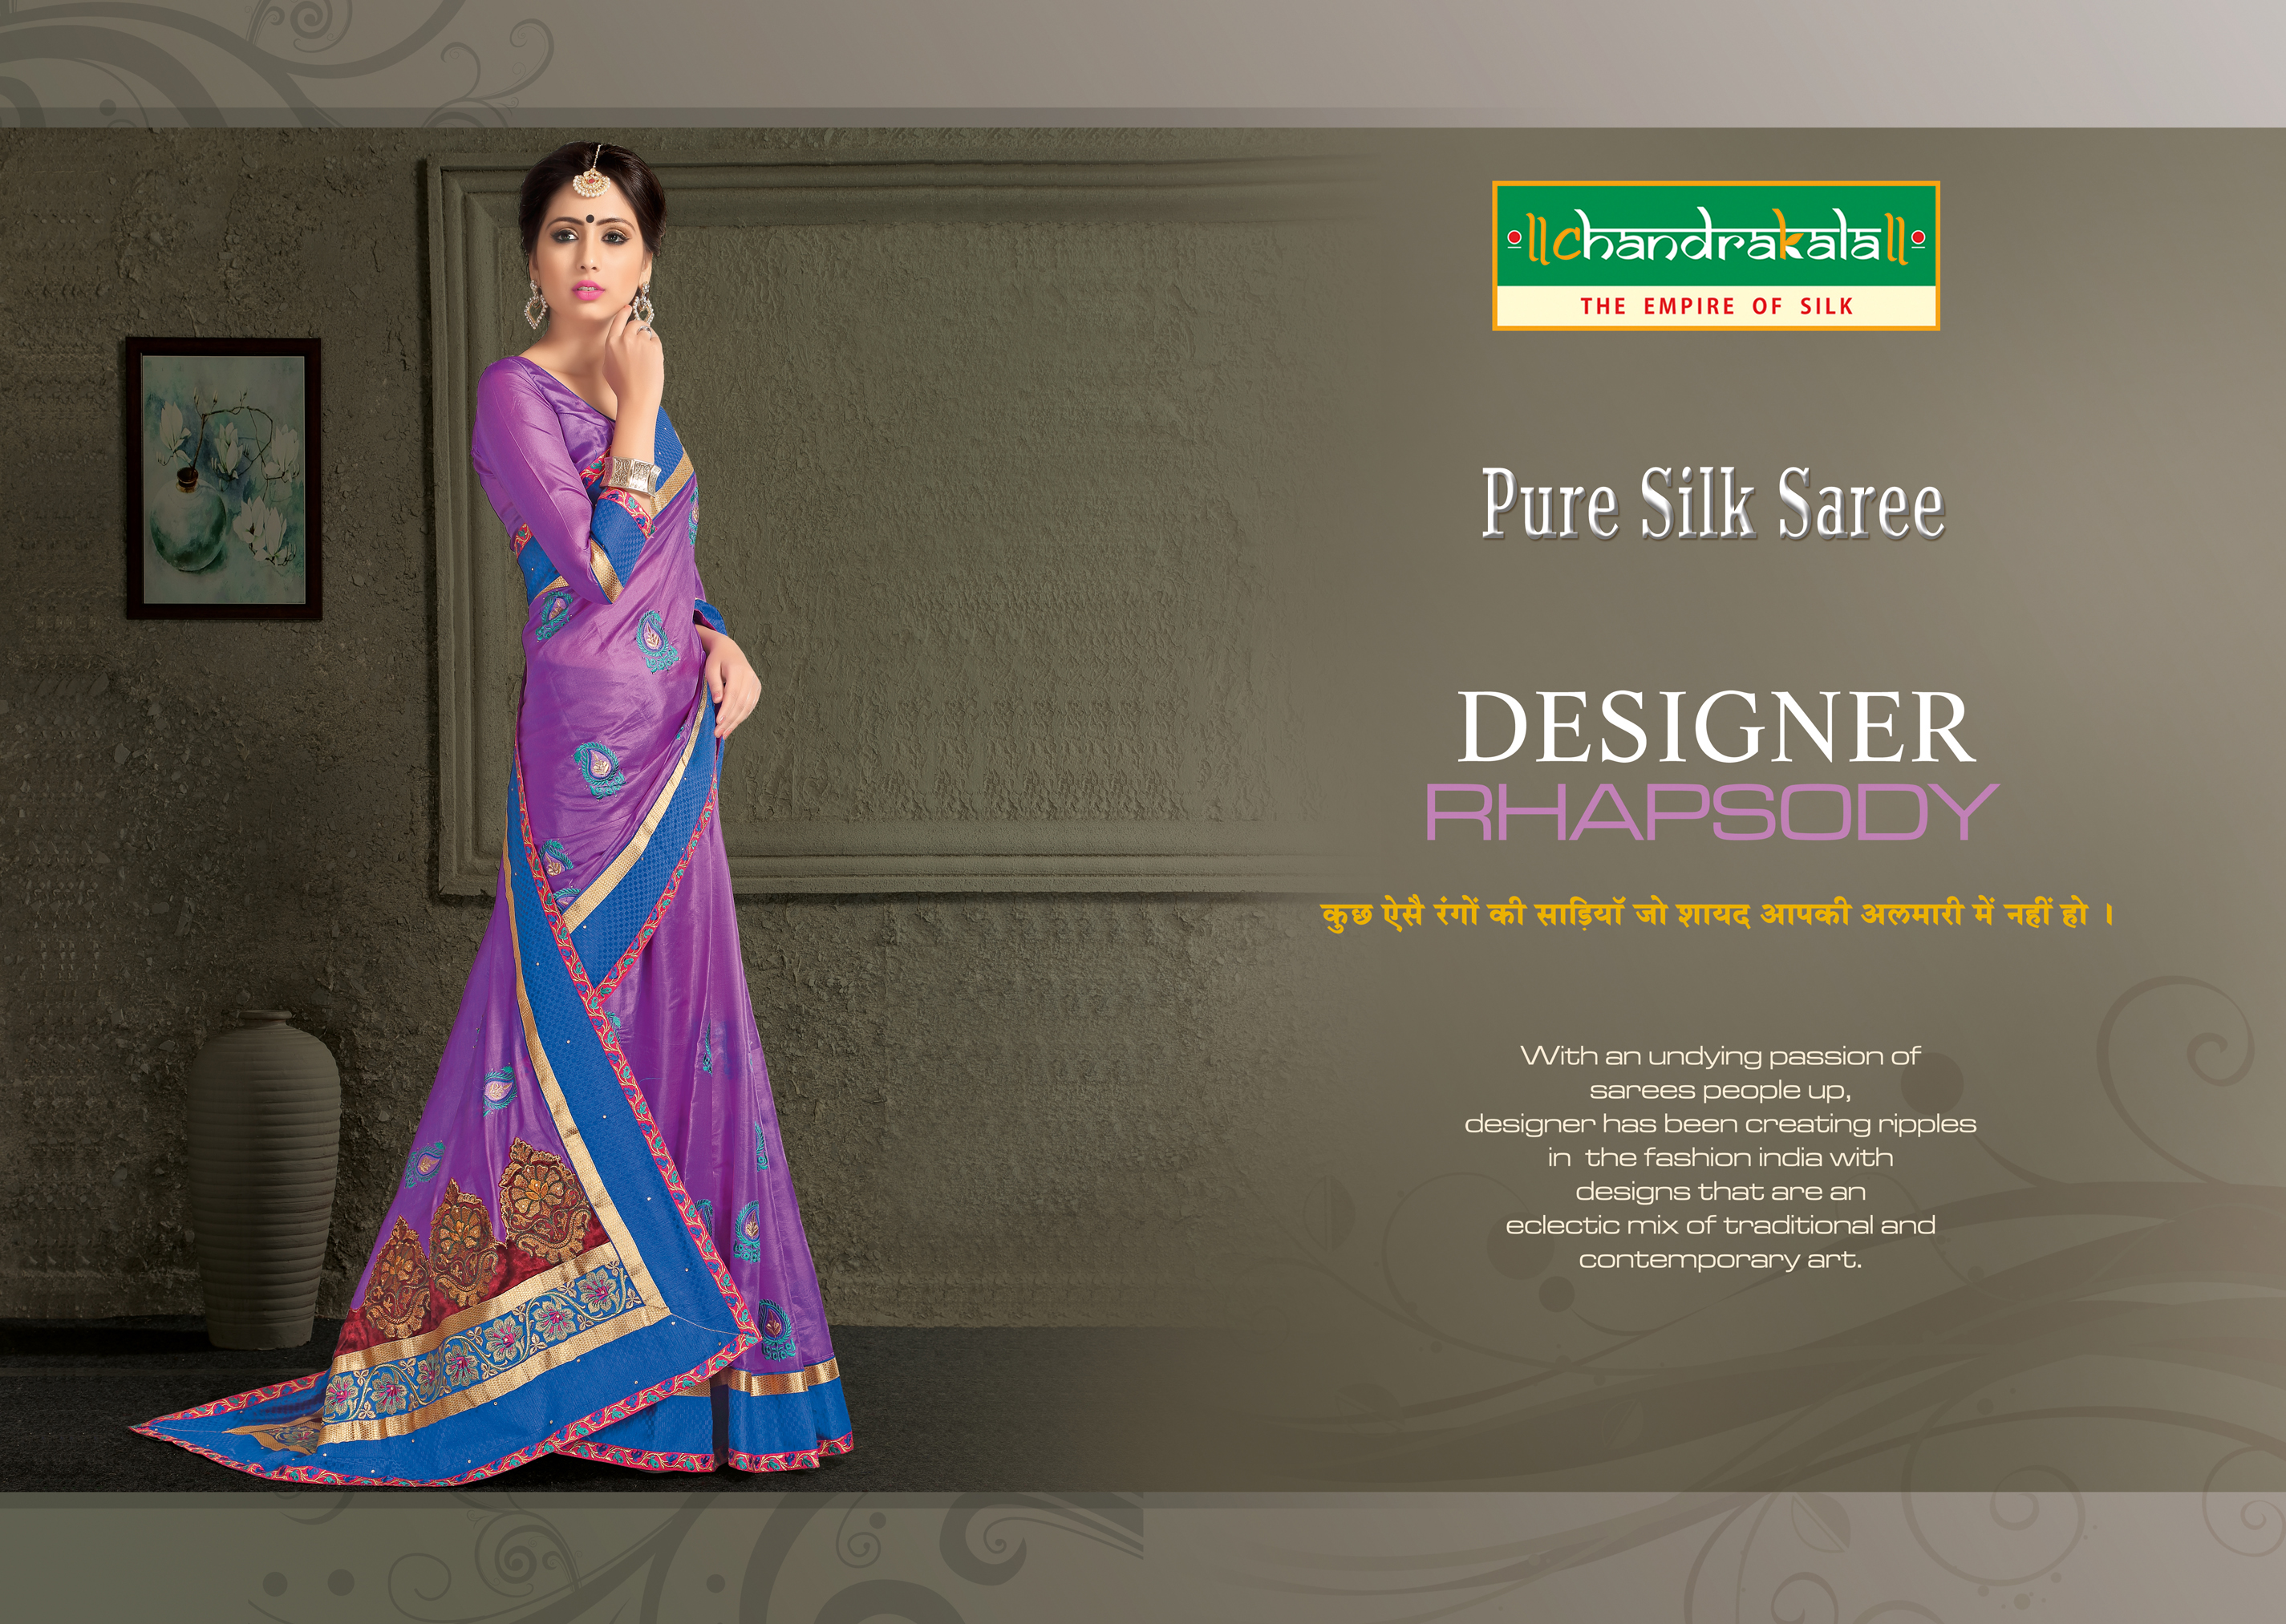 ||chandrakala||
THE EMPIRE OF SILK
Pure Silk Saree
DESIGNER
RHAPSODY
कुछ ऐसै रंगों की साड़ियॉ जो शायद आपकी अलमारी में नहीं हो ।
With an undying passion of
sarees people up,
designer has been creating ripples
in the fashion india with
designs that are an
eclectic mix of traditional and
contemporary art.